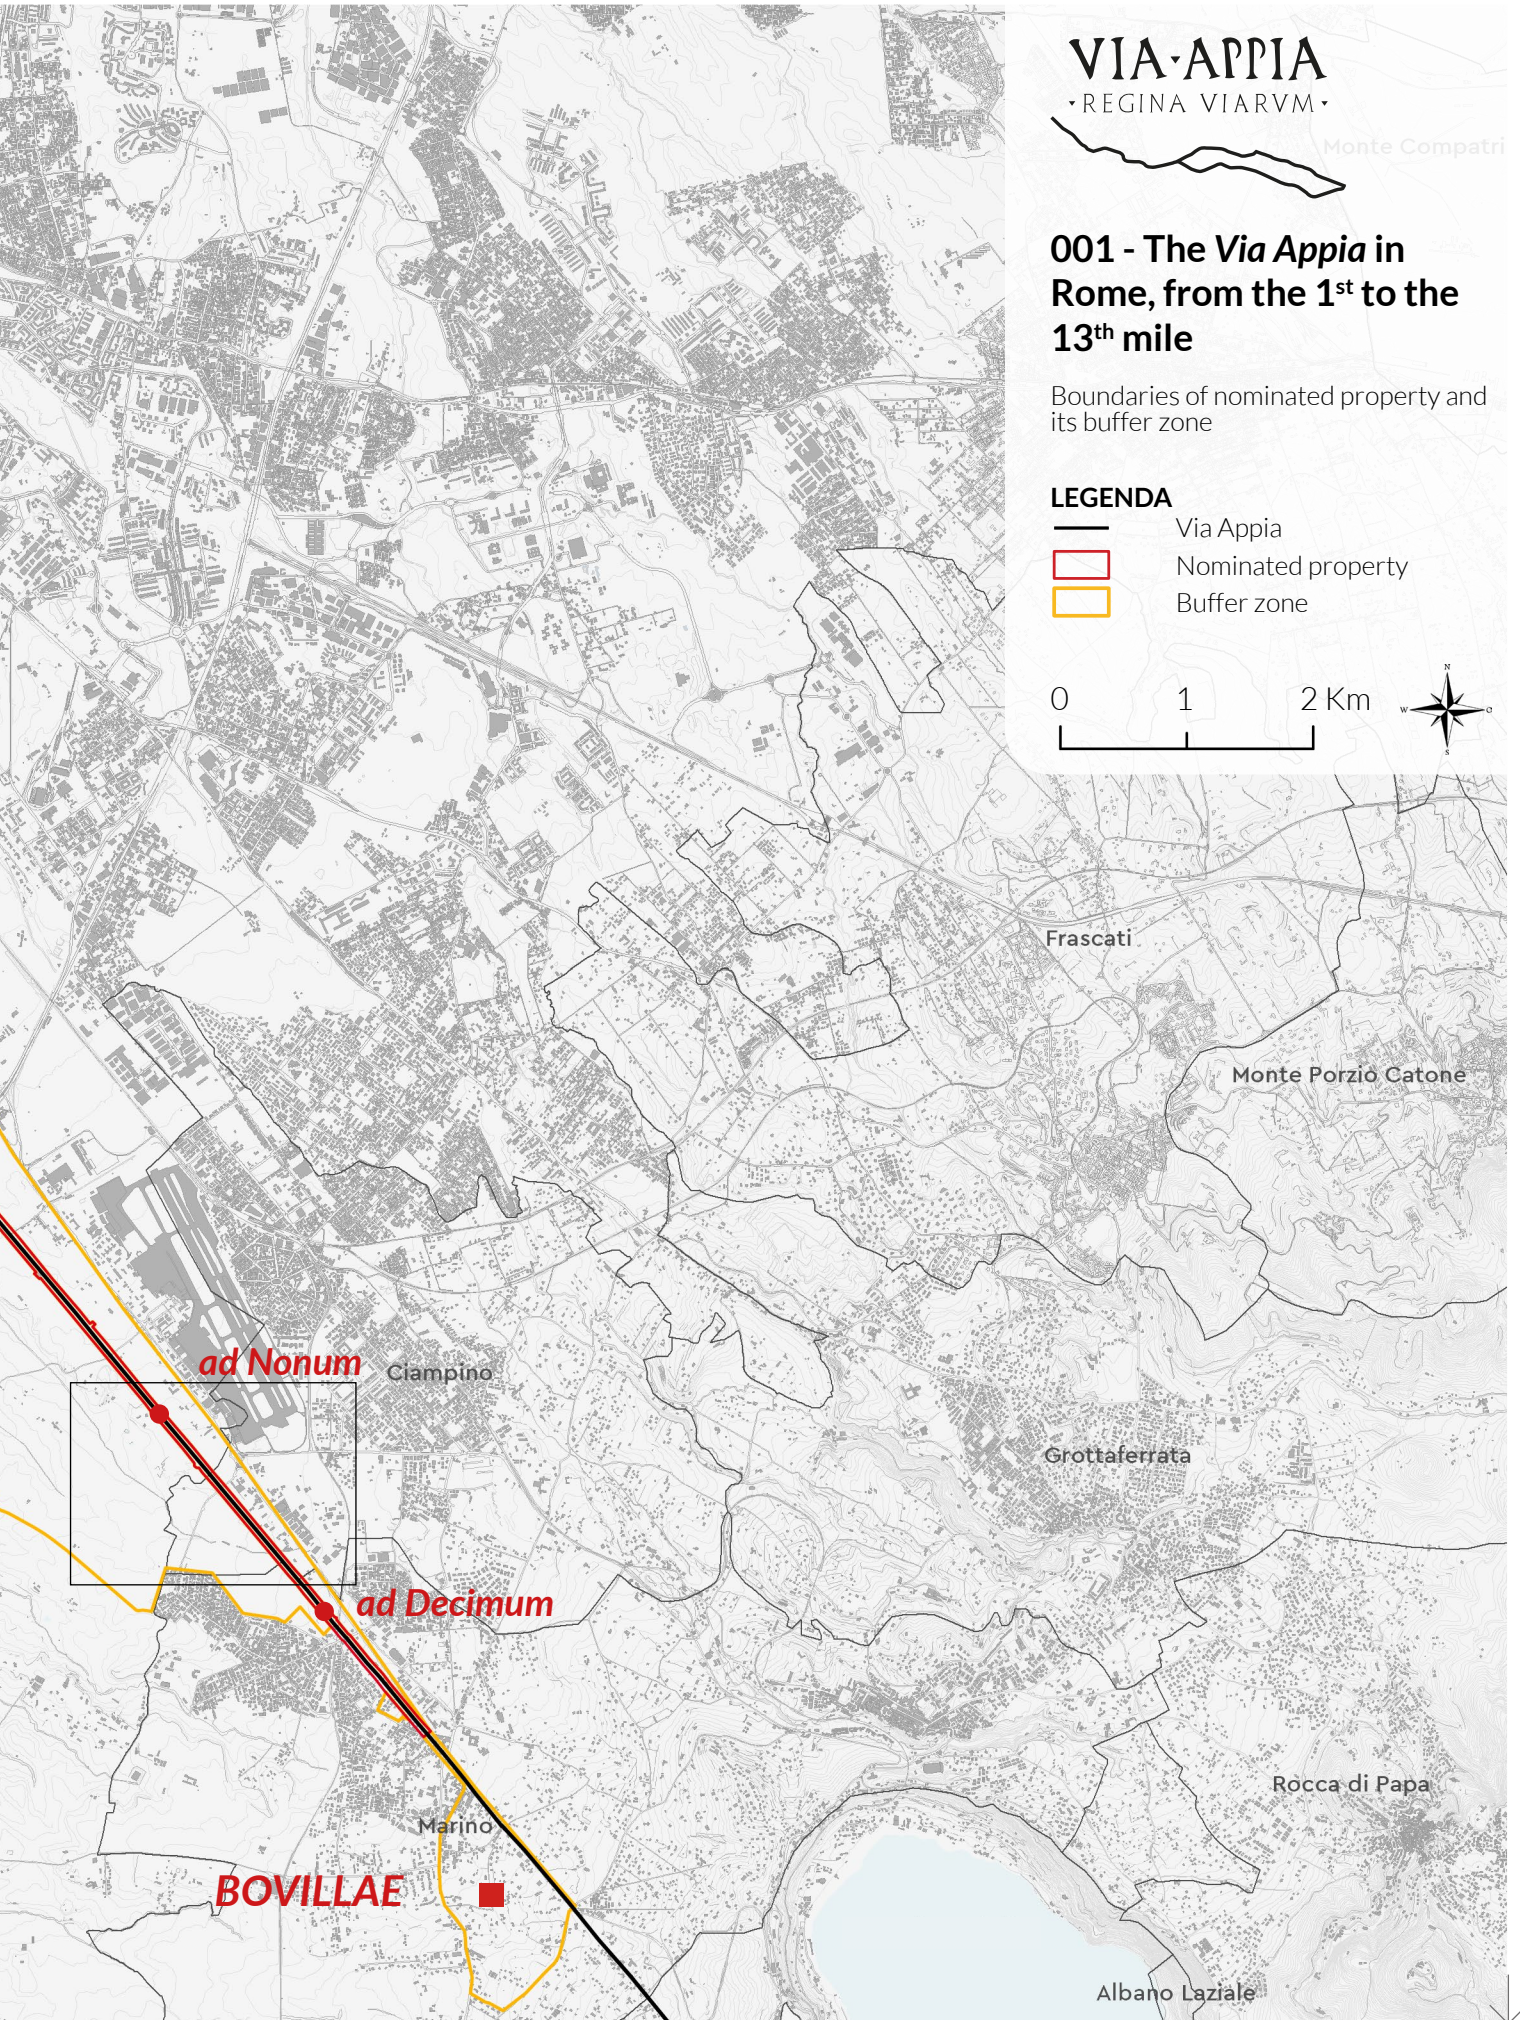 VIA·APPIA
·REGINA VIARVM·
Monte Compatri
001 - The Via Appia in
Rome, from the 1st to the
13th mile
Boundaries of nominated property and
its buffer zone
LEGENDA
Via Appia
Nominated property
Buffer zone
0 1 2 Km
N
W O
S
Frascati
Monte Porzio Catone
ad Nonum
Ciampino
Grottaferrata
ad Decimum
Rocca di Papa
Marino
BOVILLAE
Albano Laziale